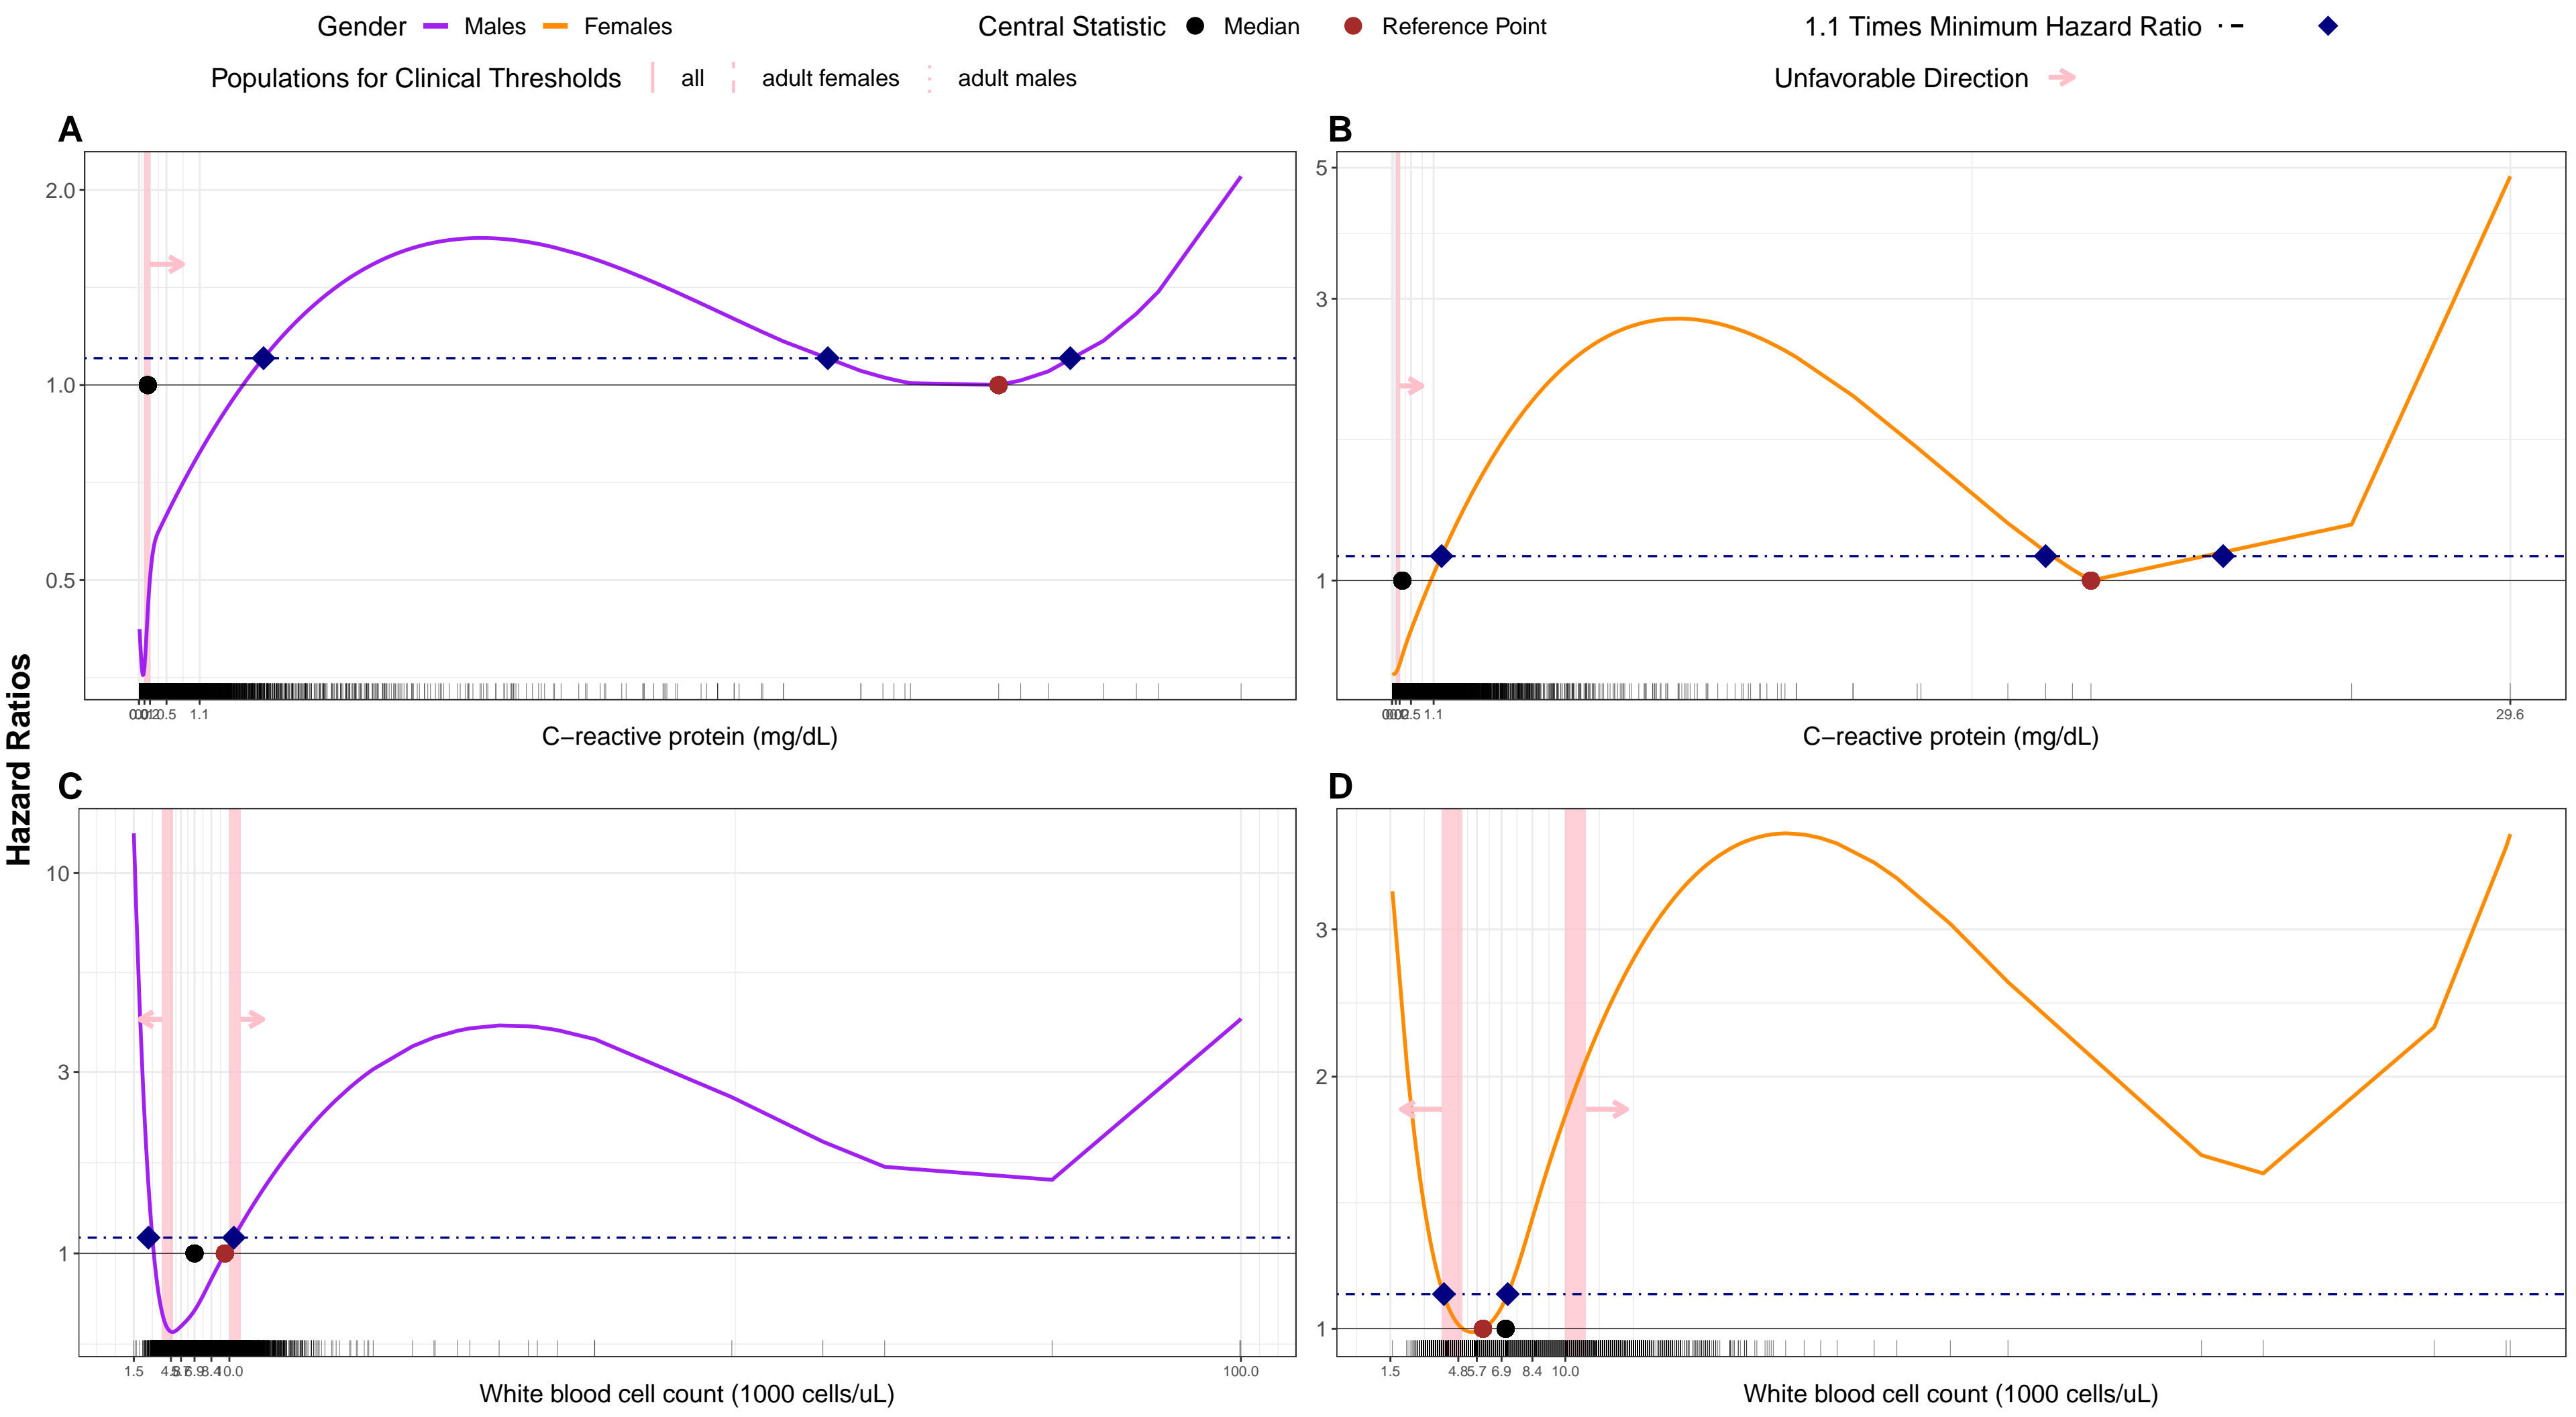 Gender Males Females Central Statistic Median Reference Point 1.1 Times Minimum Hazard Ratio
Populations for Clinical Thresholds all adult females adult males Unfavorable Direction
Hazard Ratios
A
2.0
1.0
0.5
1.1
C−reactive protein (mg/dL)
B
5
3
1
1.1 29.6
C−reactive protein (mg/dL)
C
10
3
1
1.5 8.4 10.0 100.0
White blood cell count (1000 cells/uL)
D
3
2
1
1.5 4.8 5.7 6.9 8.4 10.0
White blood cell count (1000 cells/uL)